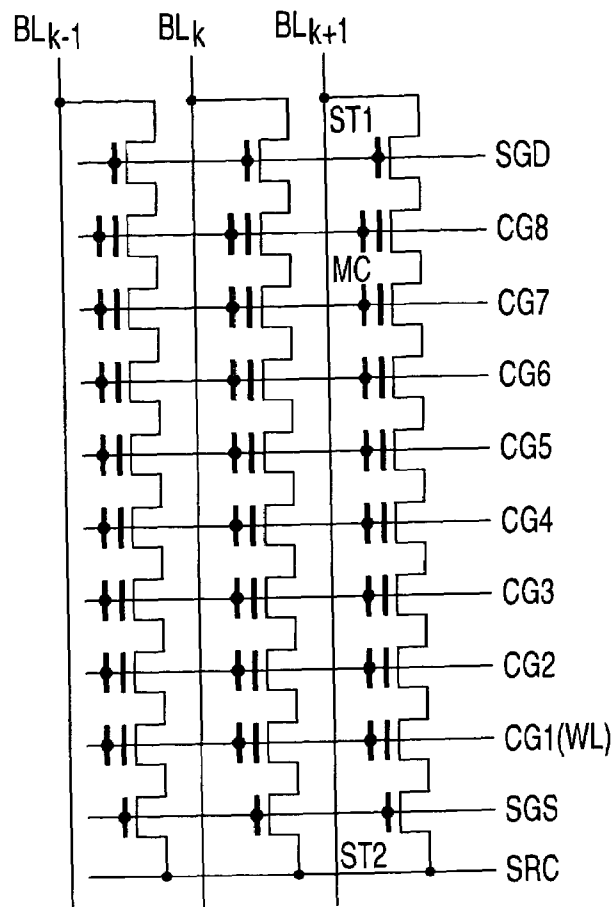 BLk-1 BLk BLk+1
ST1
SGD
CG8
MC
CG7
CG6
CG5
CG4
CG3
CG2
CG1(WL)
SGS
ST2
SRC